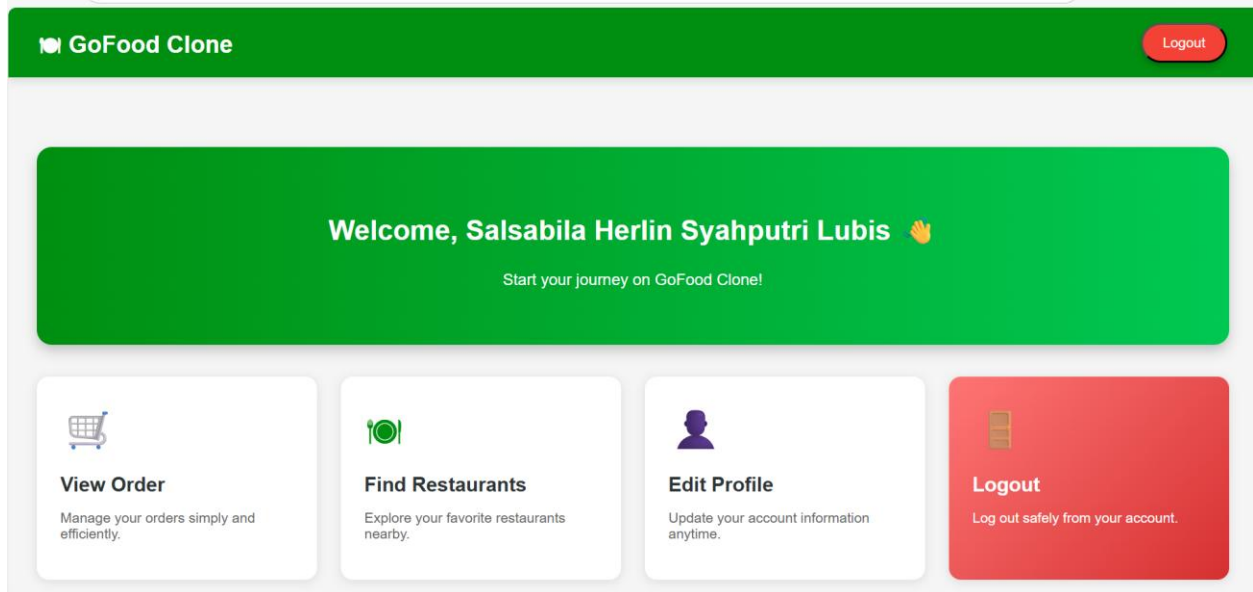 GoFood Clone
Logout
Welcome, Salsabila Herlin Syahputri Lubis 👋
Start your journey on GoFood Clone!
View Order
Manage your orders simply and
efficiently.
Find Restaurants
Explore your favorite restaurants
nearby.
Edit Profile
Update your account information
anytime.
Logout
Log out safely from your account.